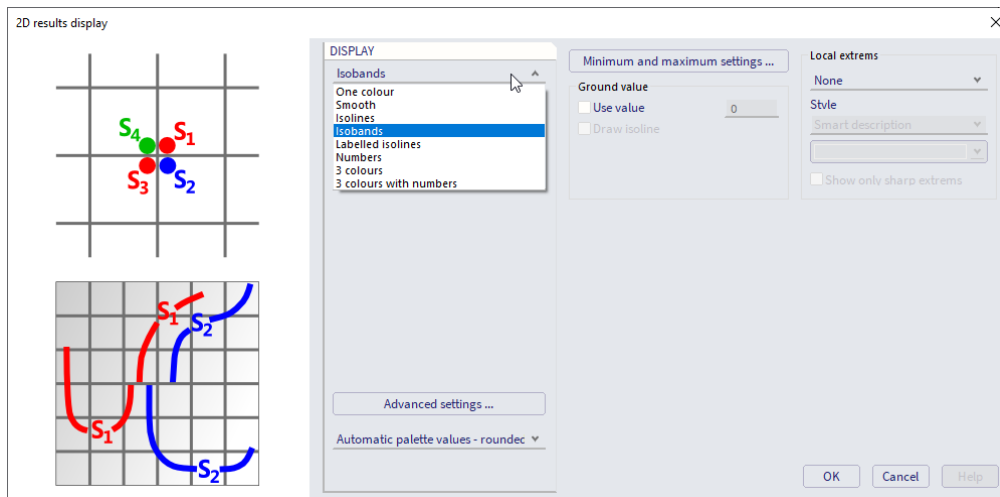 2D results display
S4
S1
S3
S2
S1
S2
S1
S2
DISPLAY
Isobands
One colour
Smooth
Isolines
Isobands
Labelled isolines
Numbers
3 colours
3 colours with numbers
Advanced settings ...
Automatic palette values - roundec
Minimum and maximum settings ...
Ground value
Use value
0
Draw isoline
Local extrems
None
Style
Smart description
Show only sharp extrems
OK
Cancel
Help